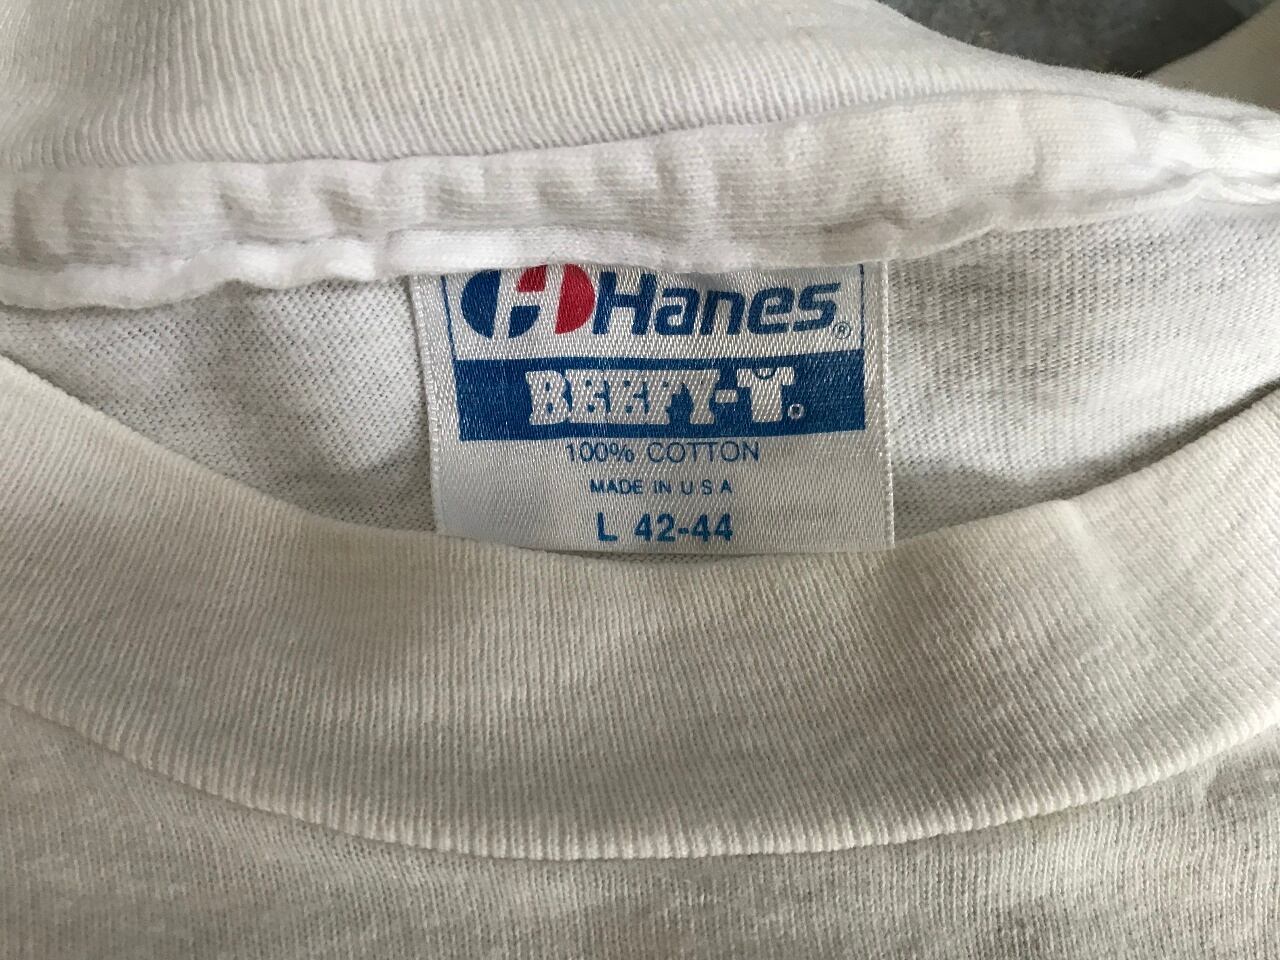 Hanes®
BEEFY-T®
100% COTTON
MADE IN U S A
L 42-44